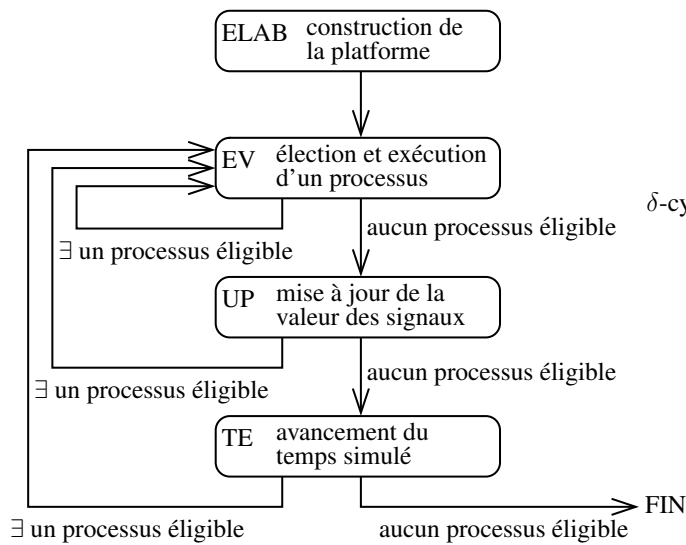 ELAB construction de
la platforme
EV élection et exécution
d'un processus
δ-cy
aucun processus éligible
∃ un processus éligible
UP mise à jour de la
valeur des signaux
aucun processus éligible
∃ un processus éligible
TE avancement du
temps simulé
FIN
∃ un processus éligible
aucun processus éligible